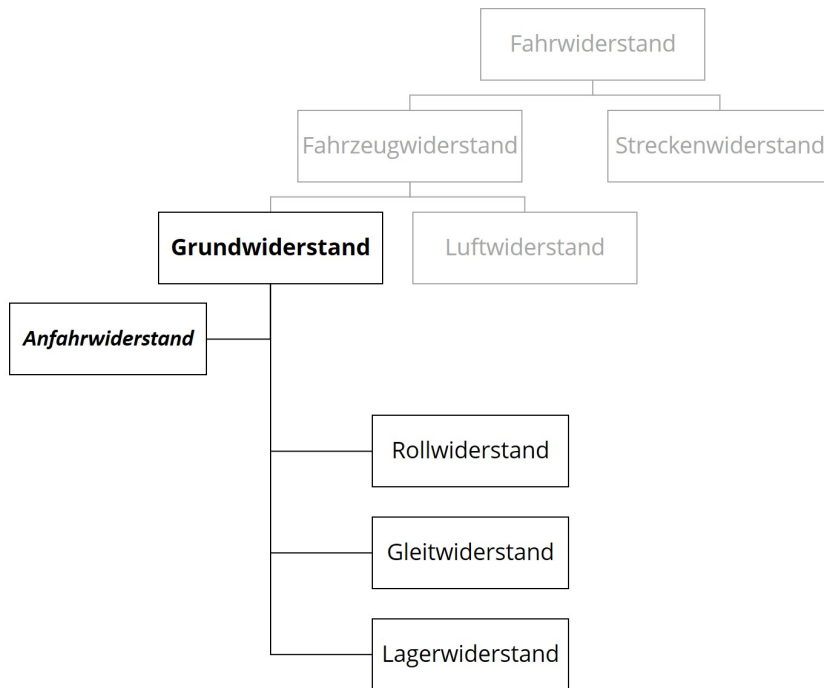 Fahrwiderstand
Fahrzeugwiderstand
Streckenwiderstand
Grundwiderstand
Luftwiderstand
Anfahrwiderstand
Rollwiderstand
Gleitwiderstand
Lagerwiderstand